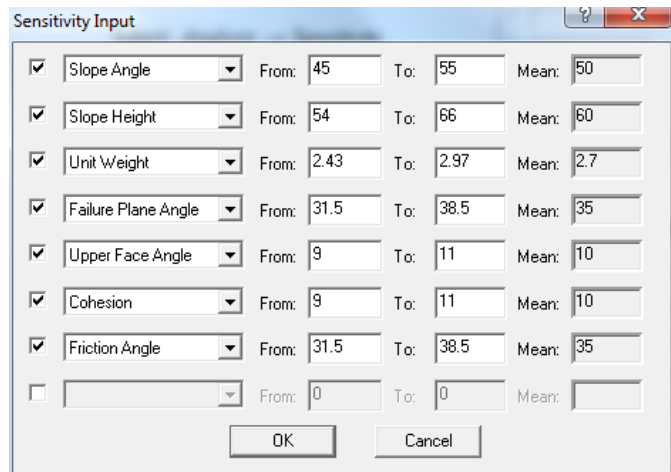 Sensitivity Input
Slope Angle From: 45 To: 55 Mean: 50
Slope Height From: 54 To: 66 Mean: 60
Unit Weight From: 2.43 To: 2.97 Mean: 2.7
Failure Plane Angle From: 31.5 To: 38.5 Mean: 35
Upper Face Angle From: 9 To: 11 Mean: 10
Cohesion From: 9 To: 11 Mean: 10
Friction Angle From: 31.5 To: 38.5 Mean: 35
From: 0 To: 0 Mean:
OK Cancel